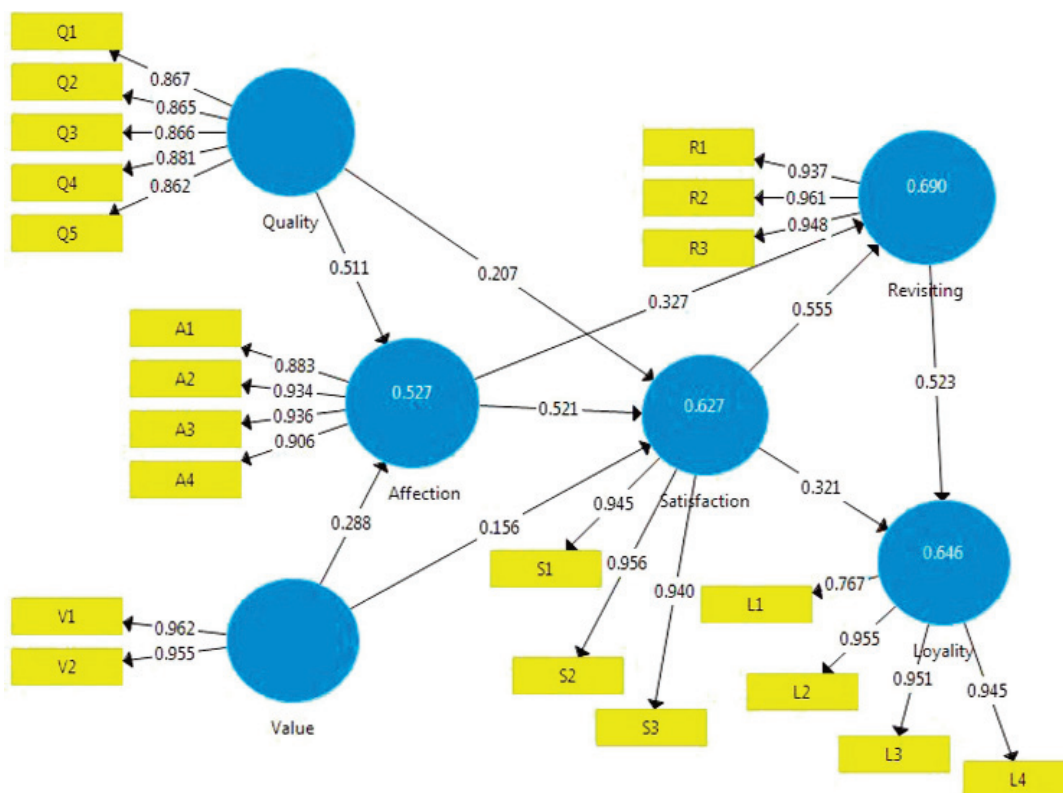 Q1
Q2
Q3
Q4
Q5
0.867
0.865
0.866
0.881
0.862
Quality
R1
R2
R3
0.937
0.961
0.948
0.690
Revisiting
0.511
0.207
0.327
0.555
0.523
A1
A2
A3
A4
0.883
0.934
0.936
0.906
0.527
Affection
0.521
0.627
Satisfaction
0.288
0.156
0.321
V1
V2
0.962
0.955
Value
0.945
0.956
0.940
S1
S2
S3
0.646
Loyality
0.767
0.955
0.951
0.945
L1
L2
L3
L4